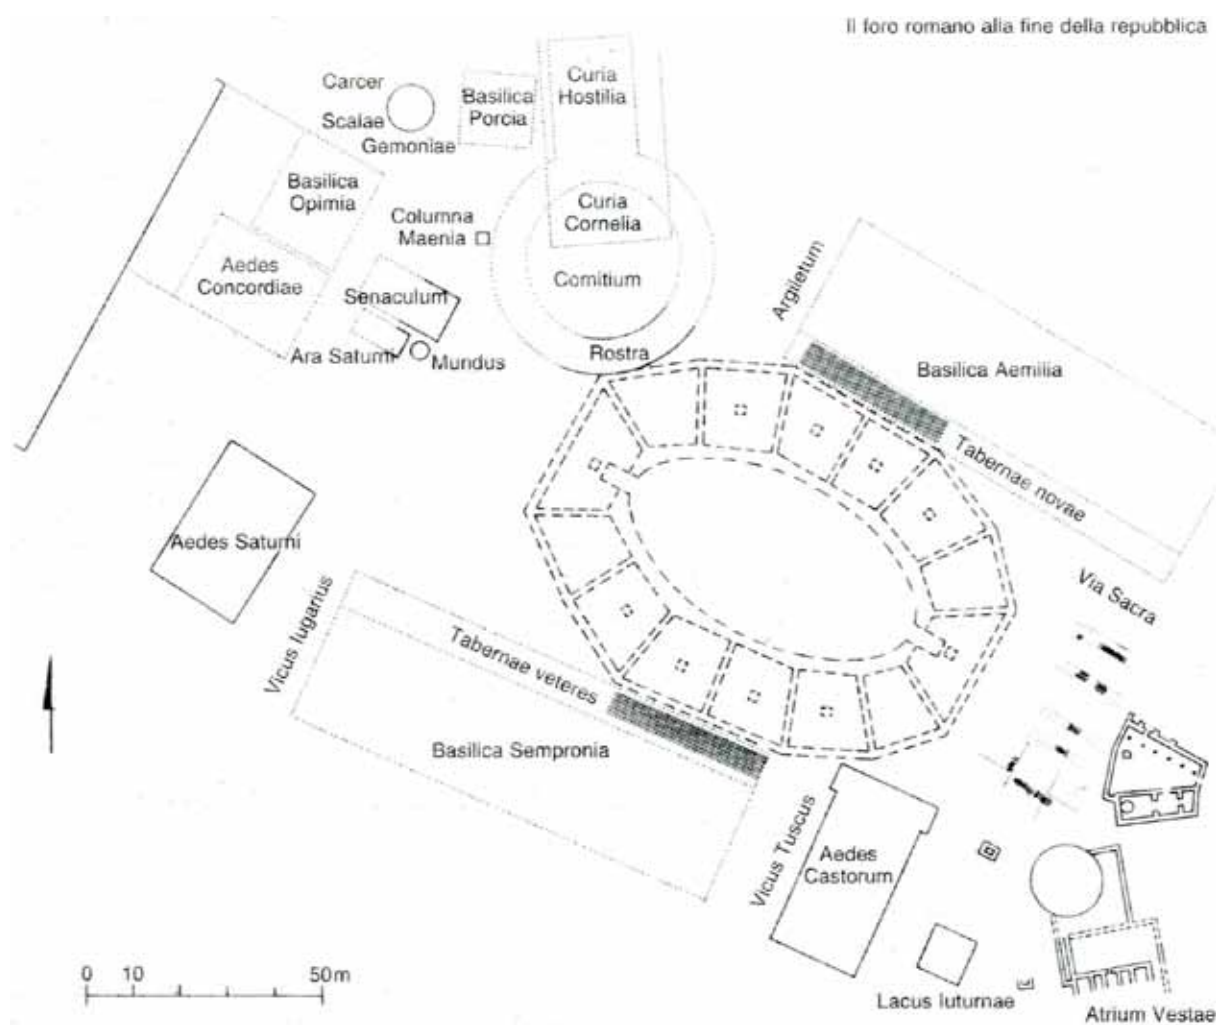 Il foro romano alla fine della repubblica
Carcer
Scalae
Gemoniae
Basilica
Porcia
Curia
Hostilia
Basilica
Opimia
Columna
Maenia
Curia
Cornelia
Aedes
Concordiae
Senaculum
Comitium
Argiletum
Ara Saturni
Mundus
Rostra
Basilica Aemilia
Tabernae novae
Aedes Saturni
Via Sacra
Vicus Iugarius
Tabernae veteres
Basilica Sempronia
Vicus Tuscus
Aedes
Castorum
0 10 50 m
Lacus Iuturnae
Atrium Vestae